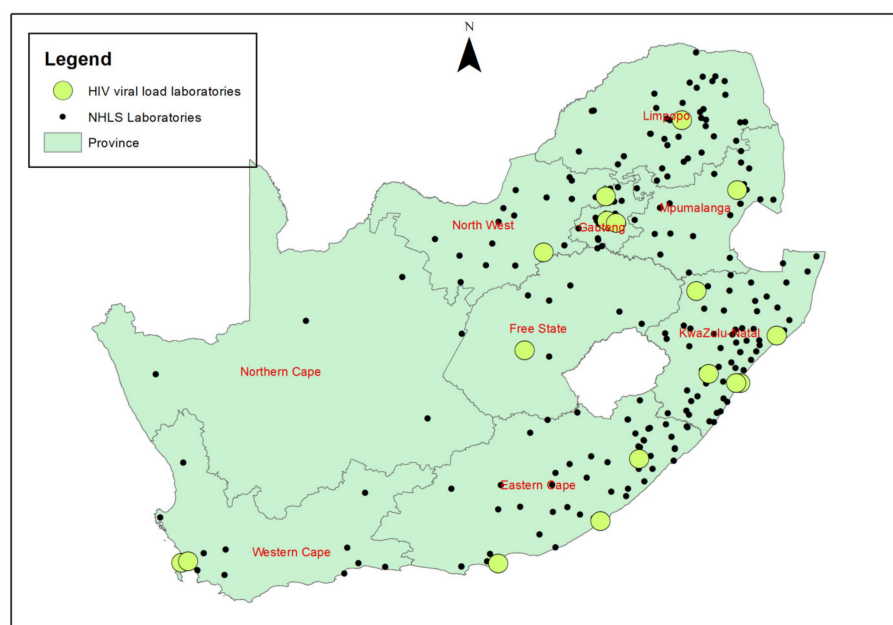 N
Legend
HIV viral load laboratories
NHLS Laboratories
Province
Limpopo
Mpumalanga
North West
Gauteng
Free State
KwaZulu-Natal
Northern Cape
Eastern Cape
Western Cape